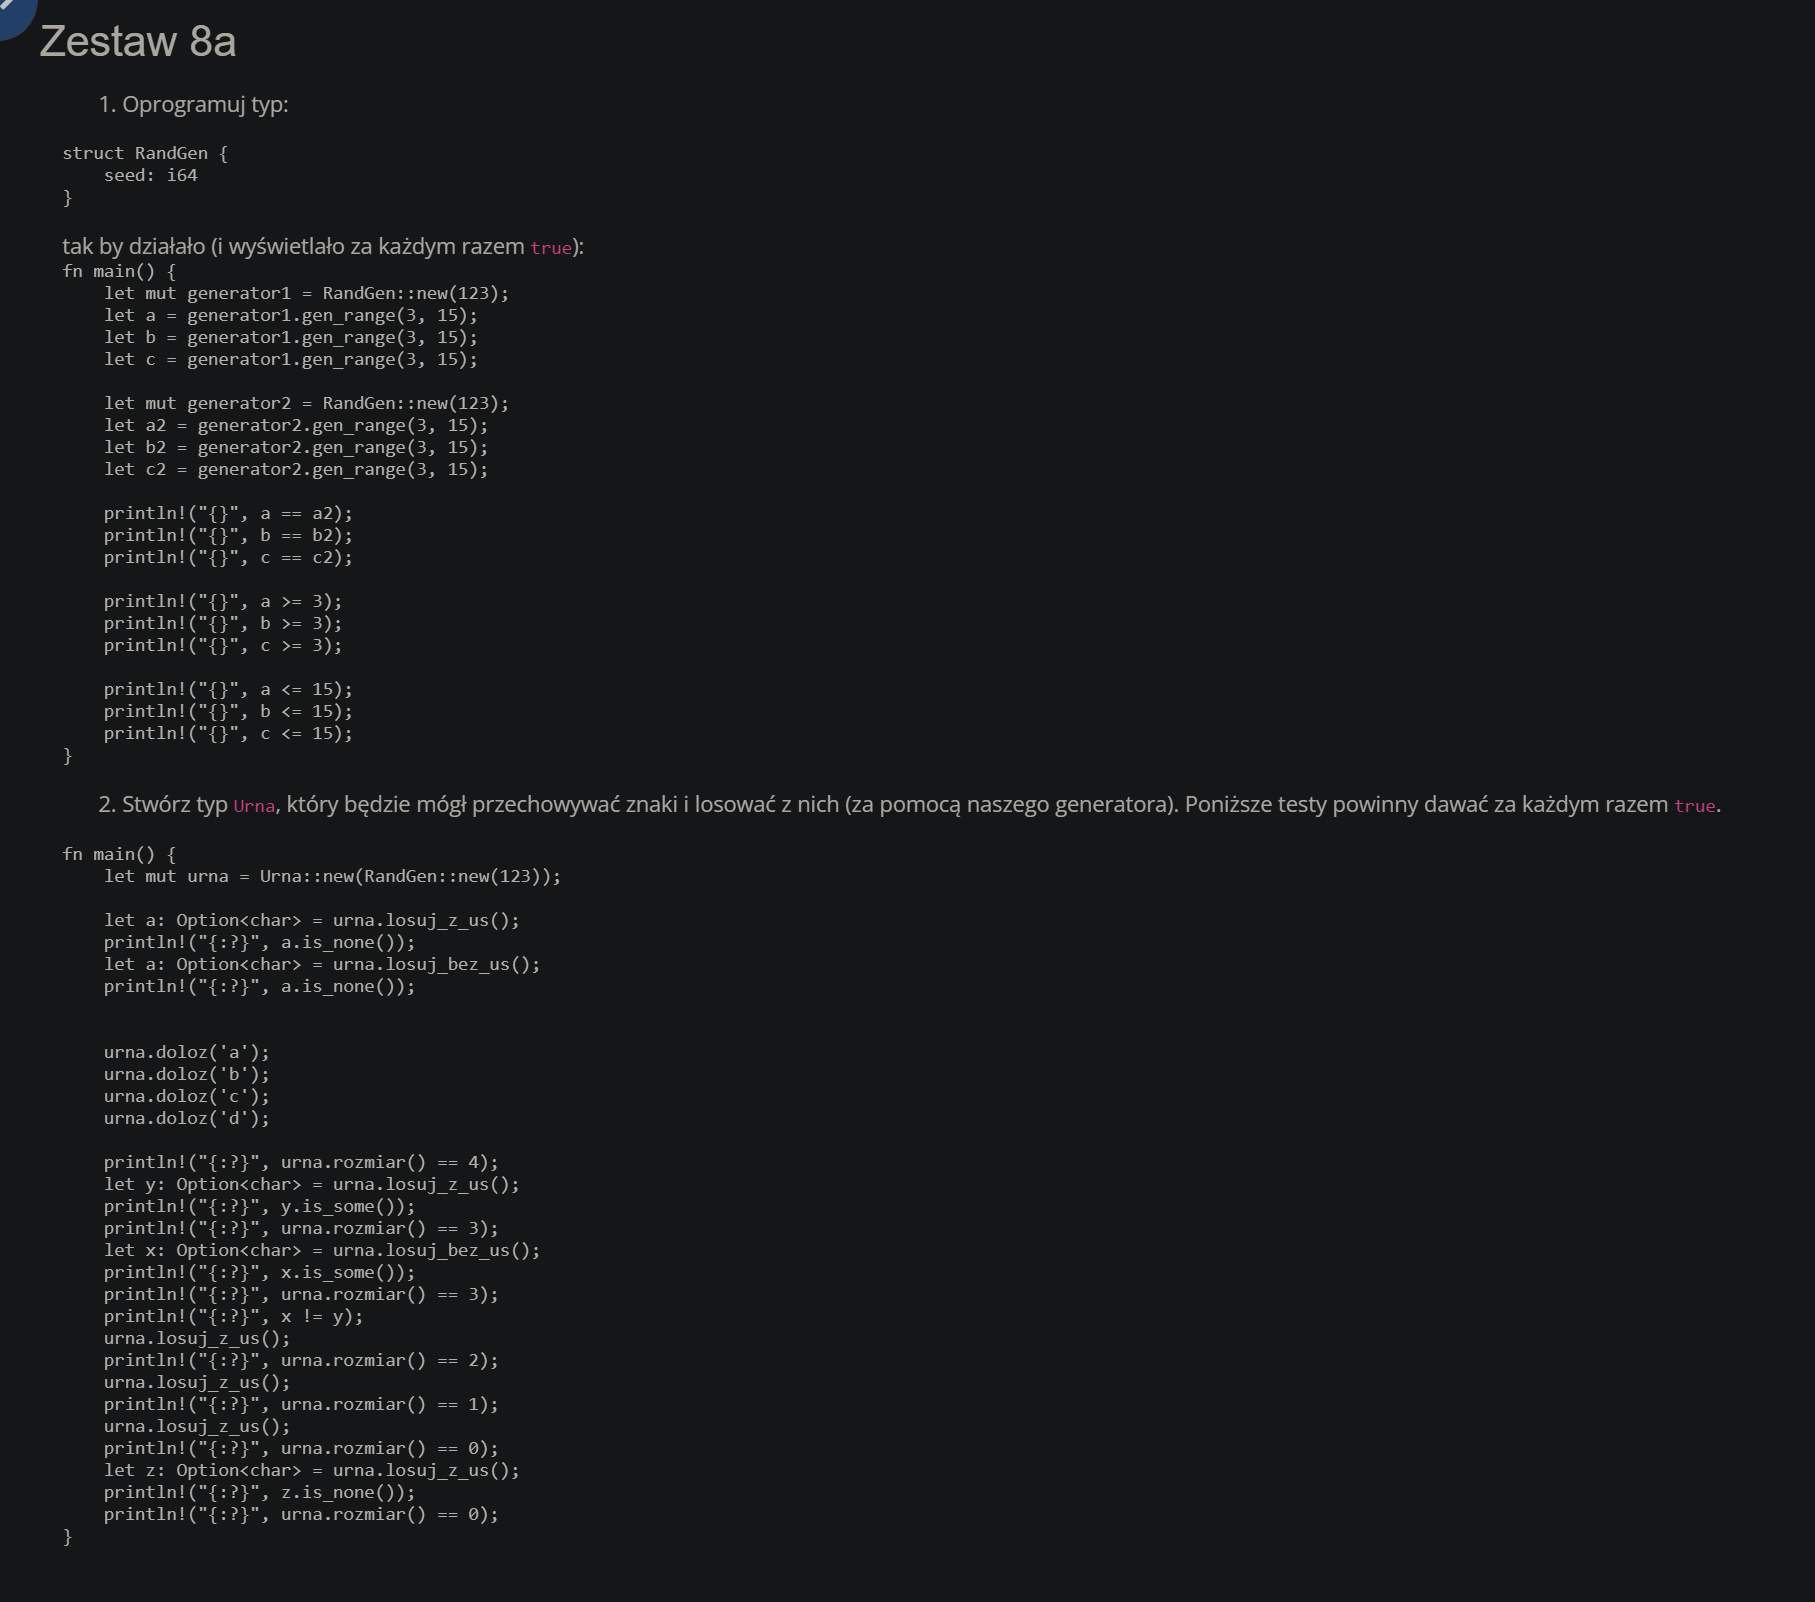 Zestaw 8a
1. Oprogramuj typ:
struct RandGen {
    seed: i64
}
tak by działało (i wyświetlało za każdym razem true):
fn main() {
    let mut generator1 = RandGen::new(123);
    let a = generator1.gen_range(3, 15);
    let b = generator1.gen_range(3, 15);
    let c = generator1.gen_range(3, 15);

    let mut generator2 = RandGen::new(123);
    let a2 = generator2.gen_range(3, 15);
    let b2 = generator2.gen_range(3, 15);
    let c2 = generator2.gen_range(3, 15);

    println!("{}", a == a2);
    println!("{}", b == b2);
    println!("{}", c == c2);

    println!("{}", a >= 3);
    println!("{}", b >= 3);
    println!("{}", c >= 3);

    println!("{}", a <= 15);
    println!("{}", b <= 15);
    println!("{}", c <= 15);
}
2. Stwórz typ Urna, który będzie mógł przechowywać znaki i losować z nich (za pomocą naszego generatora). Poniższe testy powinny dawać za każdym razem true.
fn main() {
    let mut urna = Urna::new(RandGen::new(123));

    let a: Option<char> = urna.losuj_z_us();
    println!("{:?}", a.is_none());
    let a: Option<char> = urna.losuj_bez_us();
    println!("{:?}", a.is_none());

    urna.doloz('a');
    urna.doloz('b');
    urna.doloz('c');
    urna.doloz('d');

    println!("{:?}", urna.rozmiar() == 4);
    let y: Option<char> = urna.losuj_z_us();
    println!("{:?}", y.is_some());
    println!("{:?}", urna.rozmiar() == 3);
    let x: Option<char> = urna.losuj_bez_us();
    println!("{:?}", x.is_some());
    println!("{:?}", urna.rozmiar() == 3);
    println!("{:?}", x != y);
    urna.losuj_z_us();
    println!("{:?}", urna.rozmiar() == 2);
    urna.losuj_z_us();
    println!("{:?}", urna.rozmiar() == 1);
    urna.losuj_z_us();
    println!("{:?}", urna.rozmiar() == 0);
    let z: Option<char> = urna.losuj_z_us();
    println!("{:?}", z.is_none());
    println!("{:?}", urna.rozmiar() == 0);
}